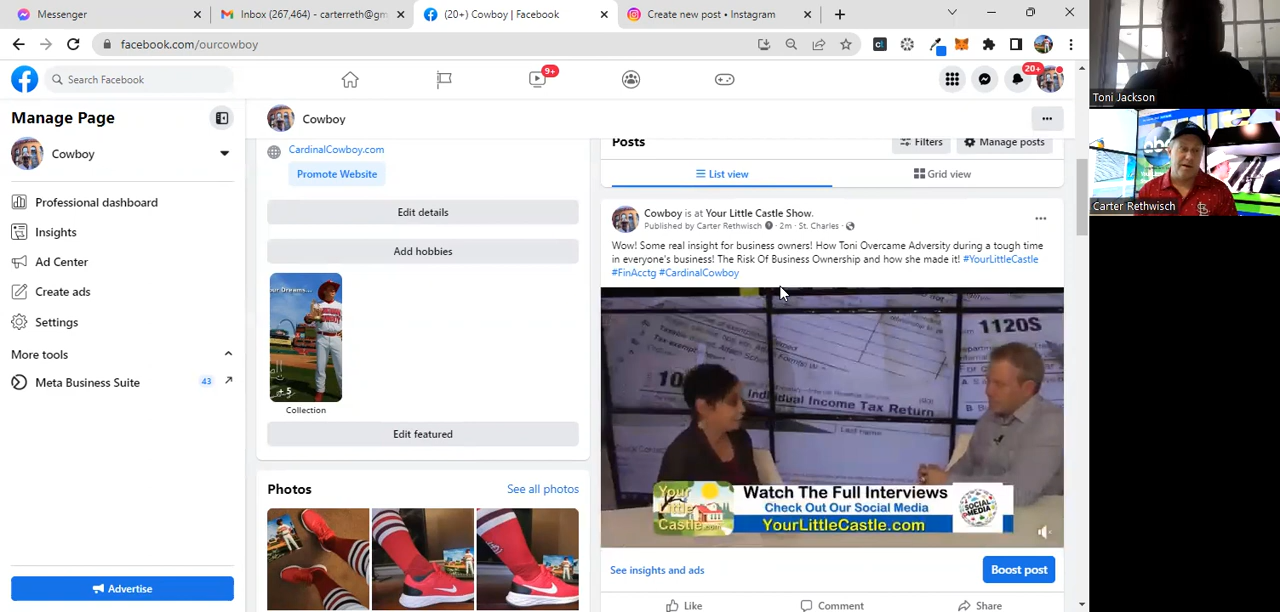 Messenger
Inbox (267,464) - carterreth@gm
(20+) Cowboy | Facebook
Create new post • Instagram
facebook.com/ourcowboy
Search Facebook
9+
20+
Manage Page
Cowboy
Professional dashboard
Insights
Ad Center
Create ads
Settings
More tools
Meta Business Suite 43
Advertise
Cowboy
CardinalCowboy.com
Promote Website
Edit details
Add hobbies
Collection
Edit featured
Photos
See all photos
Posts
Filters
Manage posts
List view
Grid view
Cowboy is at Your Little Castle Show.
Published by Carter Rethwisch · 2m · St. Charles ·
Wow! Some real insight for business owners! How Toni Overcame Adversity during a tough time
in everyone's business! The Risk Of Business Ownership and how she made it! #YourLittleCastle
#FinAcctg #CardinalCowboy
1120S
Individual Income Tax Return
Your
Little
Castle.com
Watch The Full Interviews
Check Out Our Social Media
YourLittleCastle.com
SOCIAL
MEDIA
See insights and ads
Boost post
Like
Comment
Share
Toni Jackson
abc
Carter Rethwisch